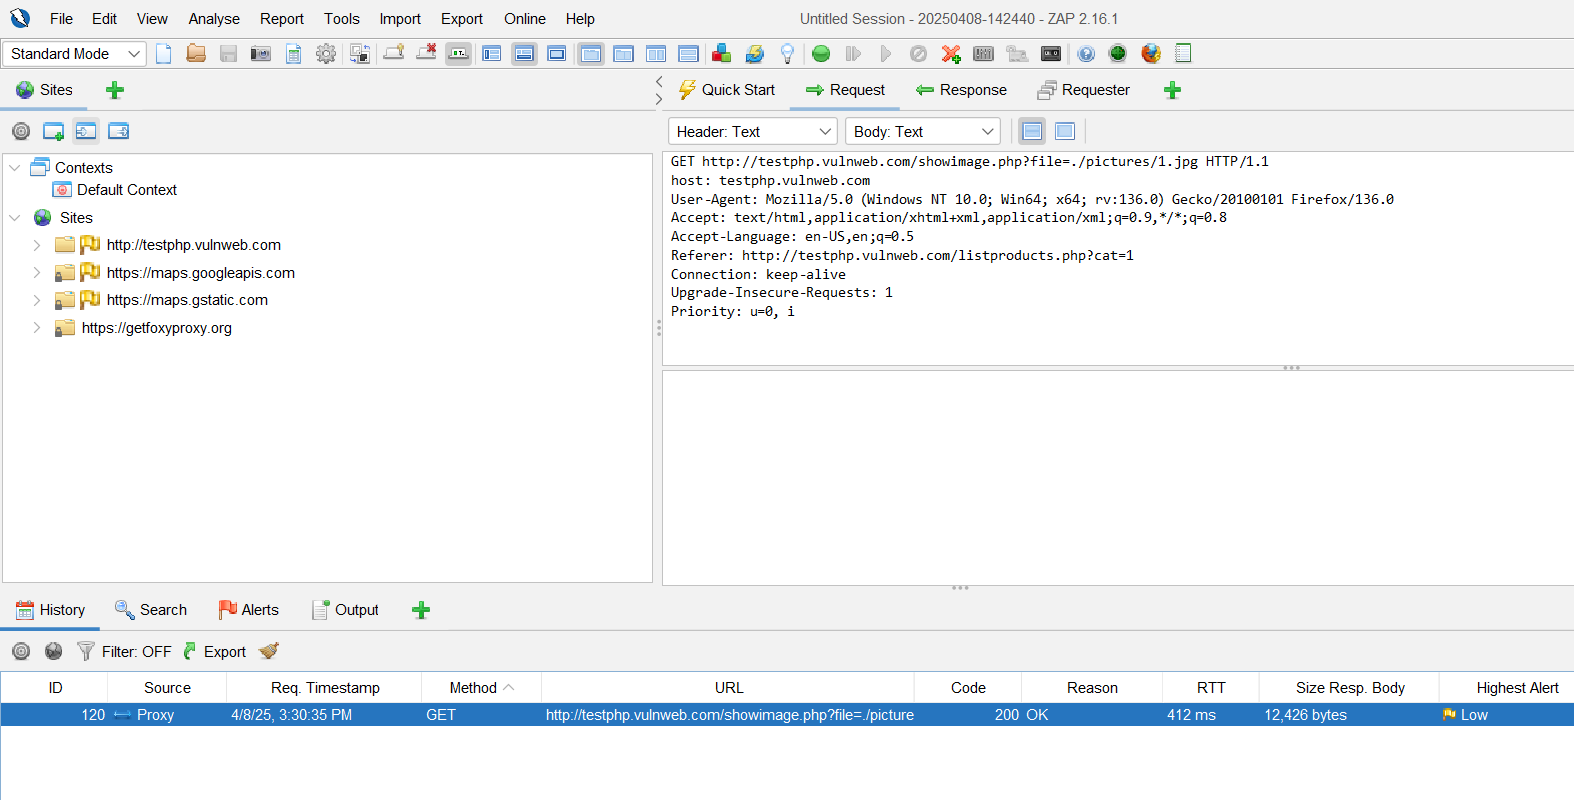 File Edit View Analyse Report Tools Import Export Online Help
Untitled Session - 20250408-142440 - ZAP 2.16.1
Standard Mode
Sites
Quick Start Request Response Requester
Header: Text Body: Text
Contexts
Default Context
Sites
http://testphp.vulnweb.com
https://maps.googleapis.com
https://maps.gstatic.com
https://getfoxyproxy.org
GET http://testphp.vulnweb.com/showimage.php?file=./pictures/1.jpg HTTP/1.1
host: testphp.vulnweb.com
User-Agent: Mozilla/5.0 (Windows NT 10.0; Win64; x64; rv:136.0) Gecko/20100101 Firefox/136.0
Accept: text/html,application/xhtml+xml,application/xml;q=0.9,*/*;q=0.8
Accept-Language: en-US,en;q=0.5
Referer: http://testphp.vulnweb.com/listproducts.php?cat=1
Connection: keep-alive
Upgrade-Insecure-Requests: 1
Priority: u=0, i
History Search Alerts Output
Filter: OFF Export
ID Source Req. Timestamp Method URL Code Reason RTT Size Resp. Body Highest Alert
120 Proxy 4/8/25, 3:30:35 PM GET http://testphp.vulnweb.com/showimage.php?file=./picture 200 OK 412 ms 12,426 bytes Low